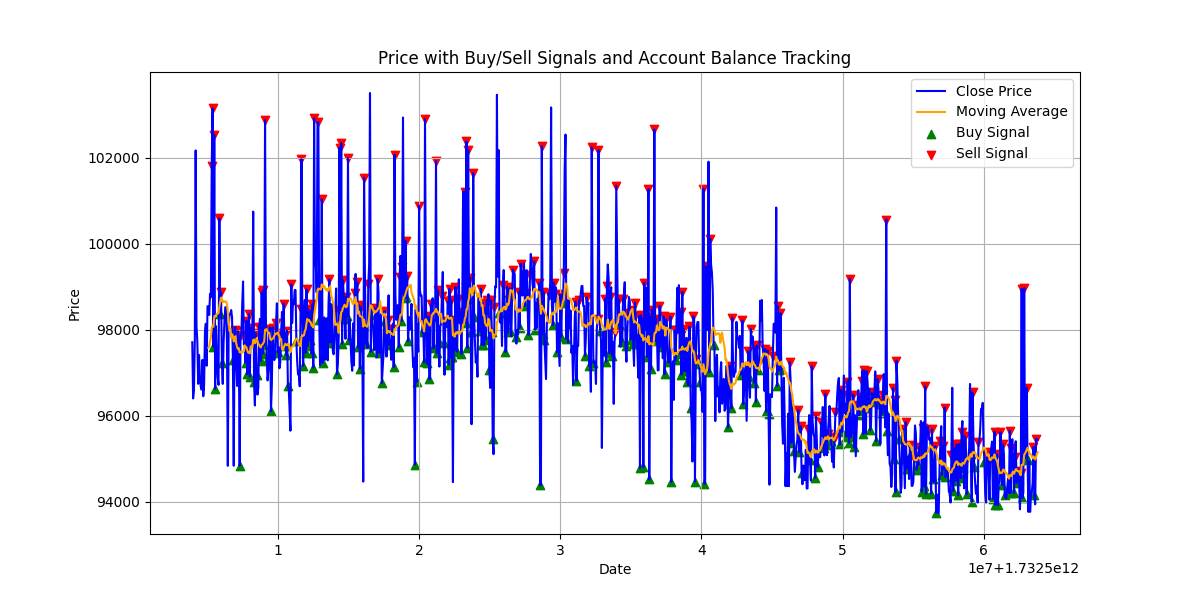 Price with Buy/Sell Signals and Account Balance Tracking
Close Price
Moving Average
Buy Signal
Sell Signal
102000
100000
98000
96000
94000
Price
1 2 3 4 5 6
1e7+1.7325e12
Date